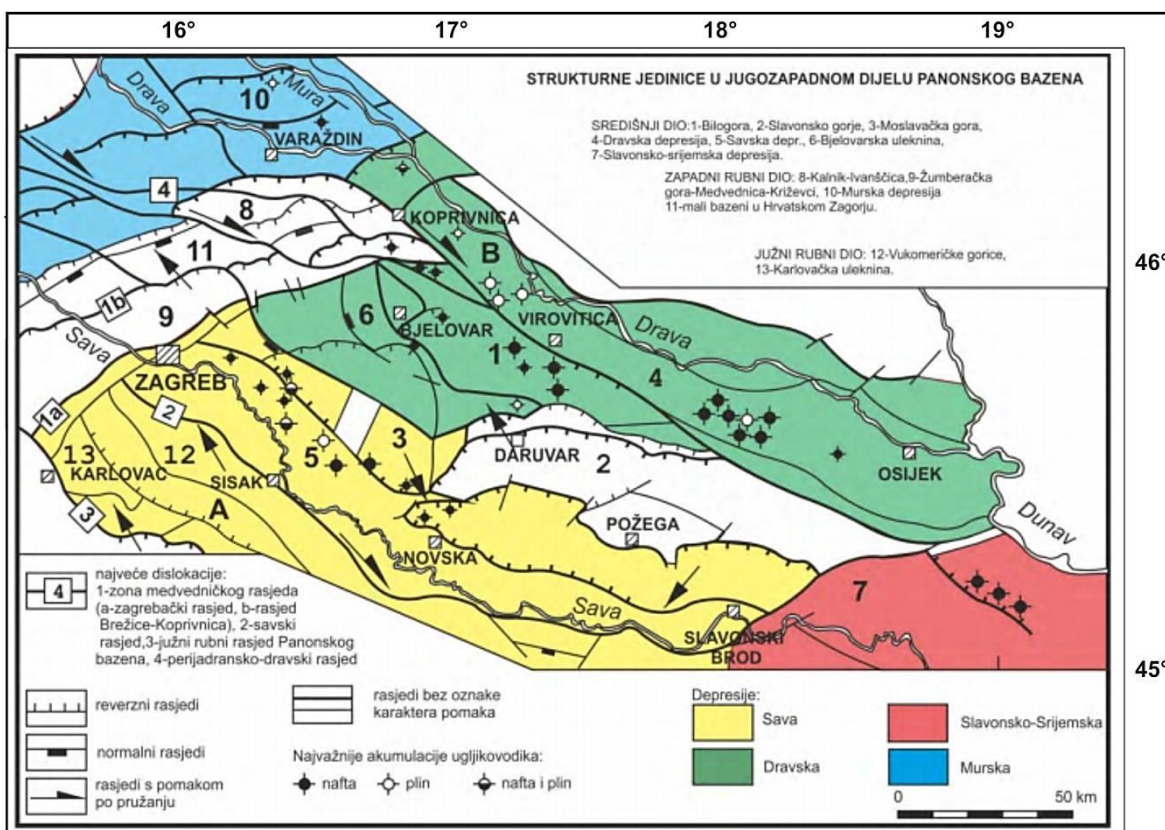 16° 17° 18° 19°
STRUKTURNE JEDINICE U JUGOZAPADNOM DIJELU PANONSKOG BAZENA
SREDIŠNJI DIO:1-Bilogora, 2-Slavonsko gorje, 3-Moslavačka gora,
4-Dravska depresija, 5-Savska depr., 6-Bjelovarska uleknina,
7-Slavonsko-srijemska depresija.
ZAPADNI RUBNI DIO: 8-Kalnik-Ivanščica,9-Žumberačka
gora-Medvednica-Križevci, 10-Murska depresija
11-mali bazeni u Hrvatskom Zagorju.
JUŽNI RUBNI DIO: 12-Vukomeričke gorice,
13-Karlovačka uleknina.
46°
45°
Drava
Mura
10
VARAŽDIN
4
8
KOPRIVNICA
11
B
1b
9
6
BJELOVAR
VIROVITICA
Drava
Sava
ZAGREB
1
4
1a
2
3
13
12
5
DARUVAR
2
OSIJEK
KARLOVAC
SISAK
3
A
POŽEGA
Dunav
NOVSKA
7
Sava
SLAVONSKI
BROD
4
najveće dislokacije:
1-zona medvedničkog rasjeda
(a-zagrebački rasjed, b-rasjed
Brežice-Koprivnica), 2-savski
rasjed,3-južni rubni rasjed Panonskog
bazena, 4-perijadransko-dravski rasjed
reverzni rasjedi
normalni rasjedi
rasjedi s pomakom
po pružanju
rasjedi bez oznake
karaktera pomaka
Najvažnije akumulacije ugljikovodika:
nafta plin nafta i plin
Depresije:
Sava
Slavonsko-Srijemska
Dravska
Murska
0 50 km